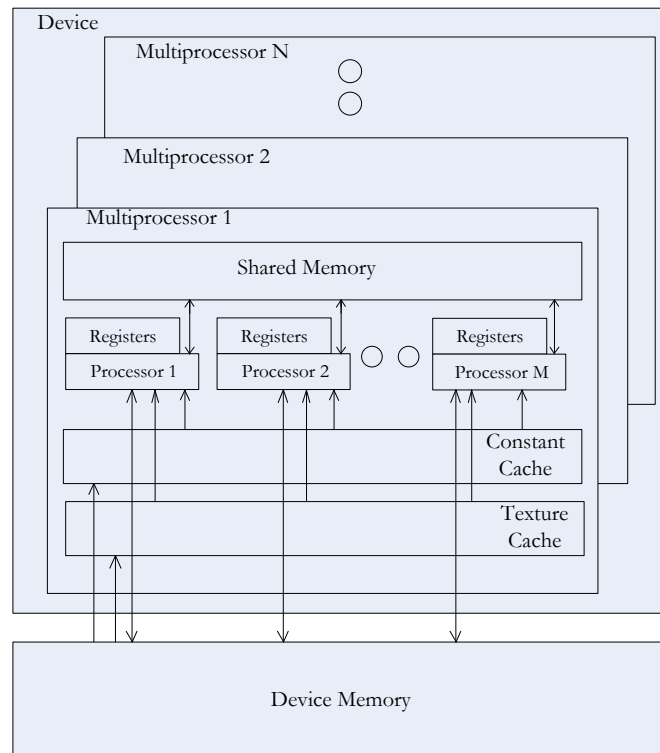 Device
Multiprocessor N
Multiprocessor 2
Multiprocessor 1
Shared Memory
Registers
Registers
Registers
Processor 1
Processor 2
Processor M
Constant
Cache
Texture
Cache
Device Memory